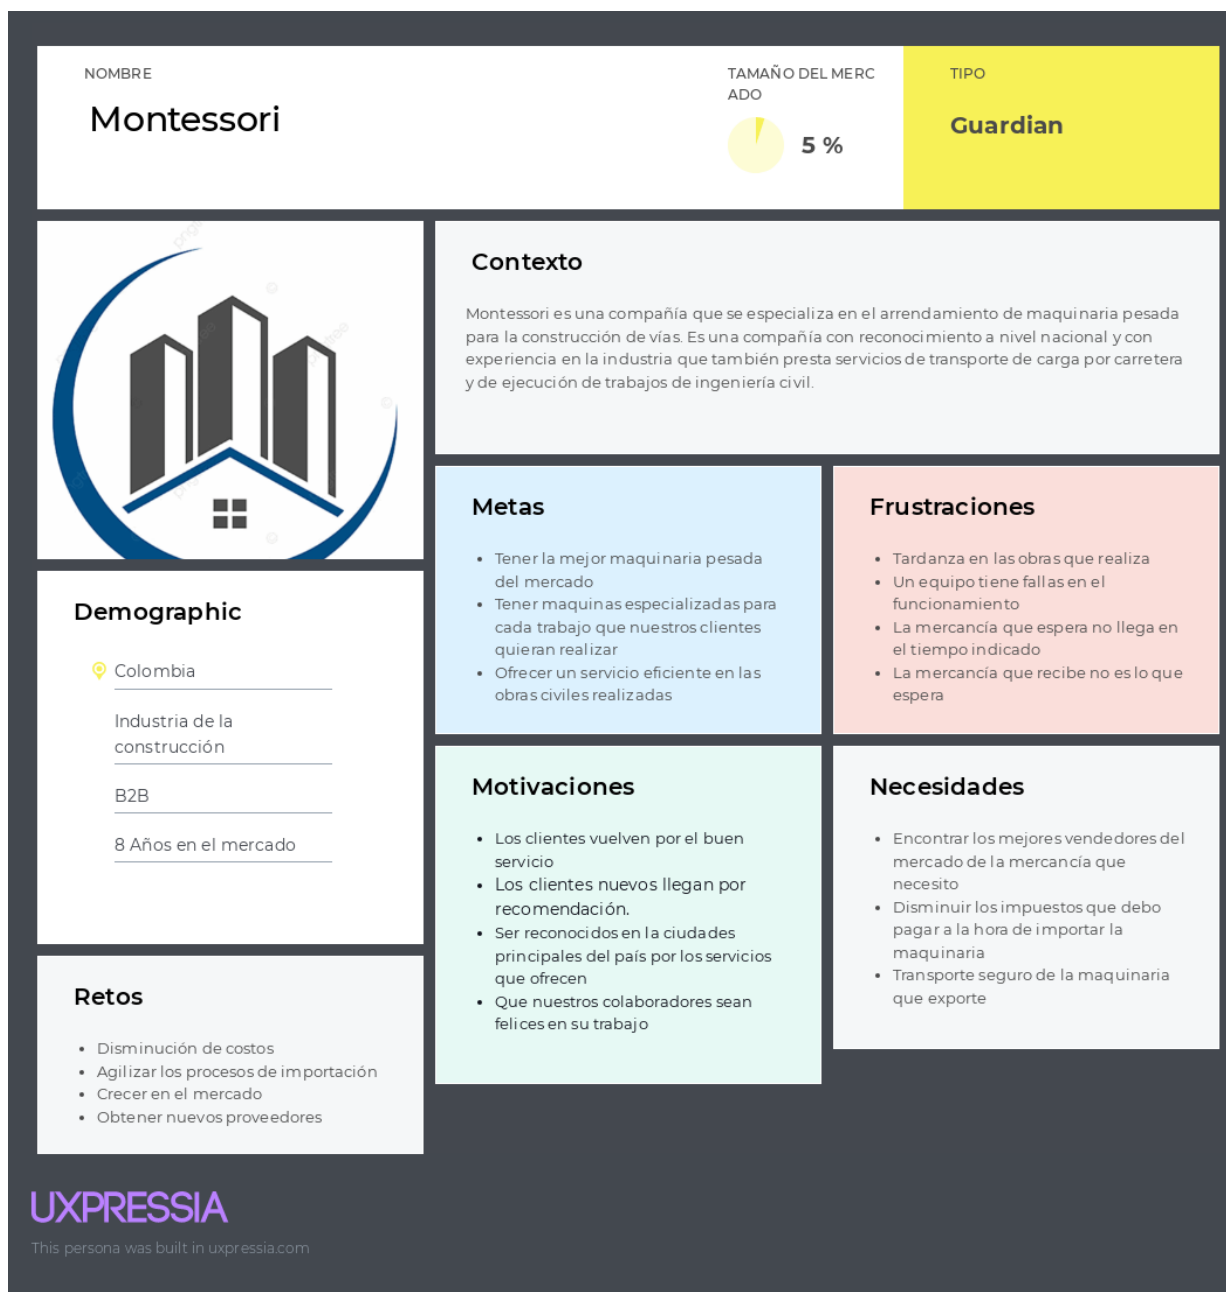 NOMBRE
Montessori
TAMAÑO DEL MERC
ADO
5 %
TIPO
Guardian
Contexto
Montessori es una compañía que se especializa en el arrendamiento de maquinaria pesada
para la construcción de vías. Es una compañía con reconocimiento a nivel nacional y con
experiencia en la industria que también presta servicios de transporte de carga por carretera
y de ejecución de trabajos de ingeniería civil.
Metas
• Tener la mejor maquinaria pesada
del mercado
• Tener maquinas especializadas para
cada trabajo que nuestros clientes
quieran realizar
• Ofrecer un servicio eficiente en las
obras civiles realizadas
Frustraciones
• Tardanza en las obras que realiza
• Un equipo tiene fallas en el
funcionamiento
• La mercancía que espera no llega en
el tiempo indicado
• La mercancía que recibe no es lo que
espera
Demographic
Colombia
Industria de la
construcción
B2B
8 Años en el mercado
Motivaciones
• Los clientes vuelven por el buen
servicio
• Los clientes nuevos llegan por
recomendación.
• Ser reconocidos en la ciudades
principales del país por los servicios
que ofrecen
• Que nuestros colaboradores sean
felices en su trabajo
Necesidades
• Encontrar los mejores vendedores del
mercado de la mercancía que
necesito
• Disminuir los impuestos que debo
pagar a la hora de importar la
maquinaria
• Transporte seguro de la maquinaria
que exporte
Retos
• Disminución de costos
• Agilizar los procesos de importación
• Crecer en el mercado
• Obtener nuevos proveedores
UXPRESSIA
This persona was built in uxpressia.com